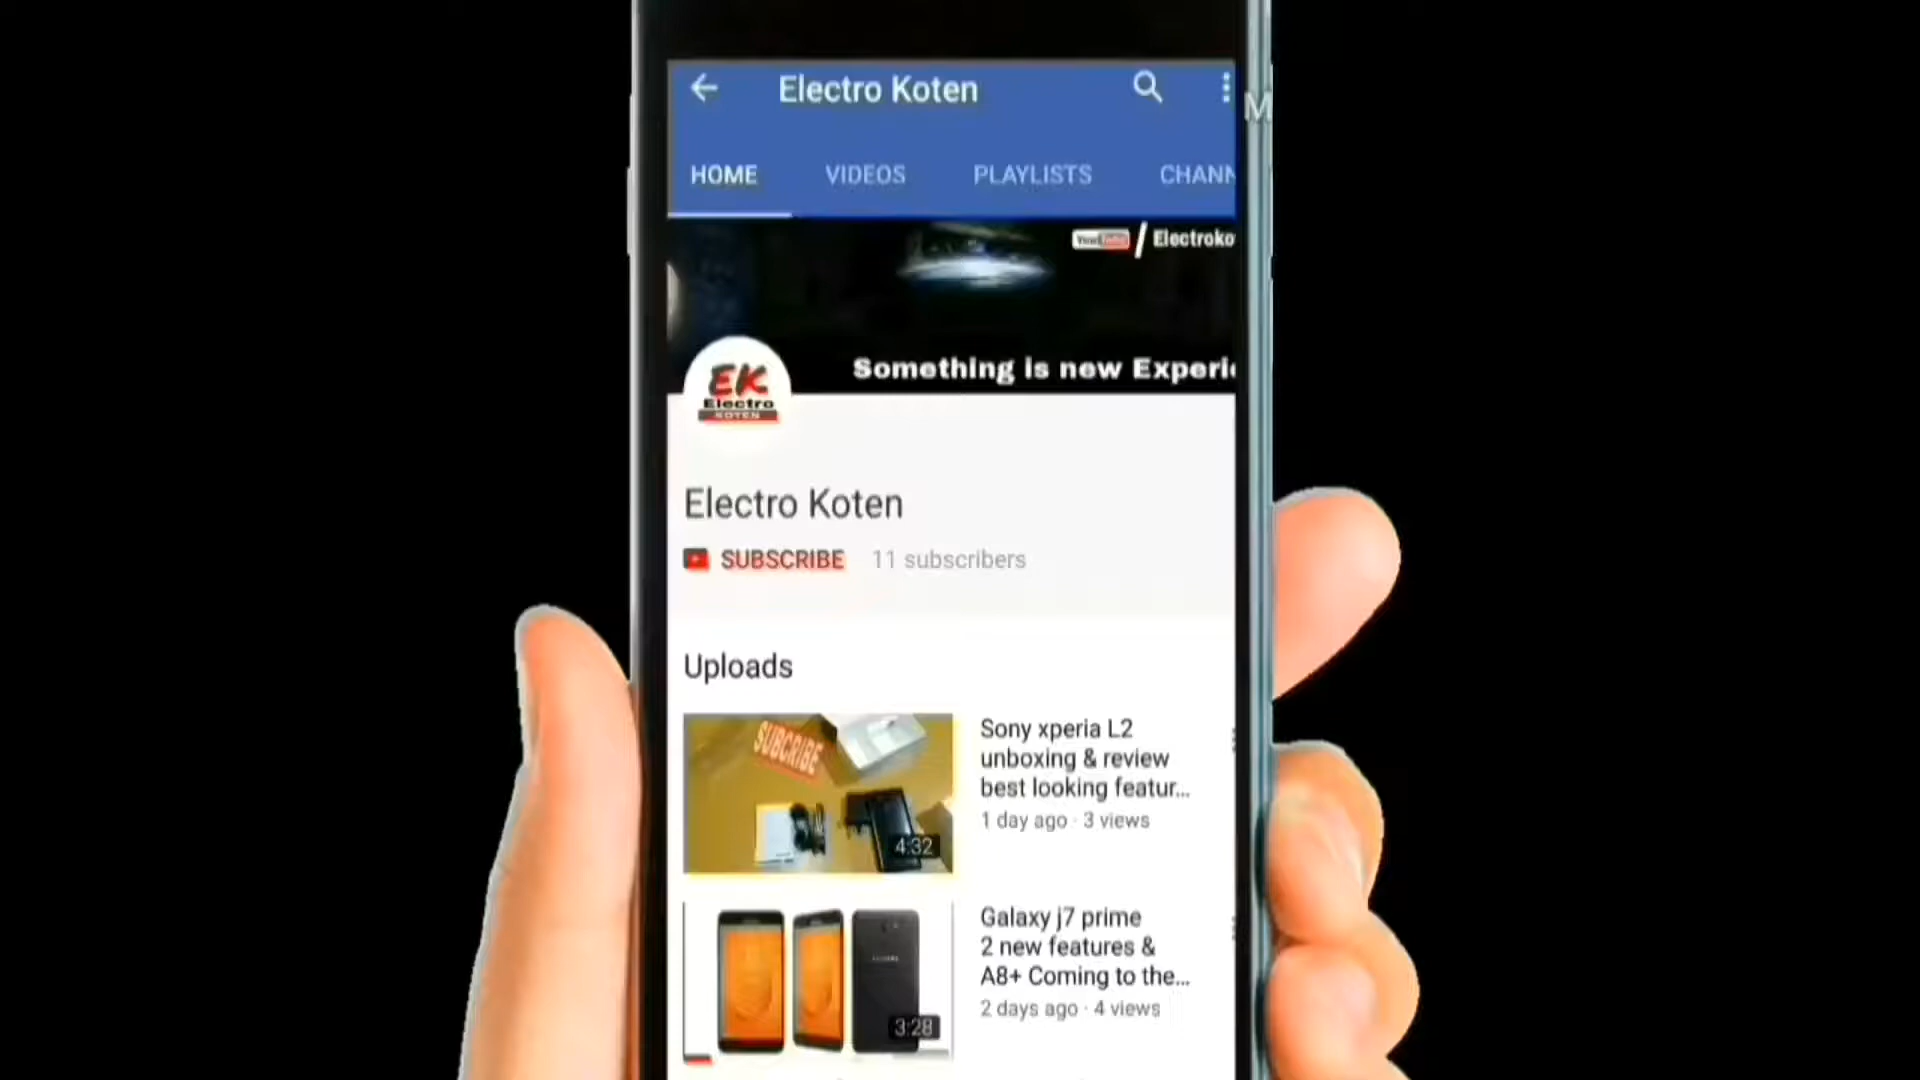 Electro Koten
M
HOME VIDEOS PLAYLISTS CHANN
YouTube / Electroko
EK
Electro
KOTEN
Something is new Experi
Electro Koten
SUBSCRIBE 11 subscribers
Uploads
SUBCRIBE
4:32
Sony xperia L2
unboxing & review
best looking featur...
1 day ago · 3 views
3:28
Galaxy j7 prime
2 new features &
A8+ Coming to the...
2 days ago · 4 views